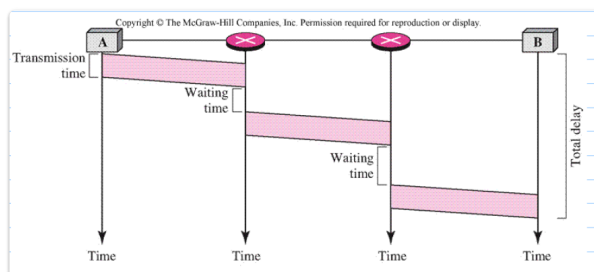 Copyright © The McGraw-Hill Companies, Inc. Permission required for reproduction or display.
A
B
Transmission
time
Waiting
time
Waiting
time
Total delay
Time
Time
Time
Time